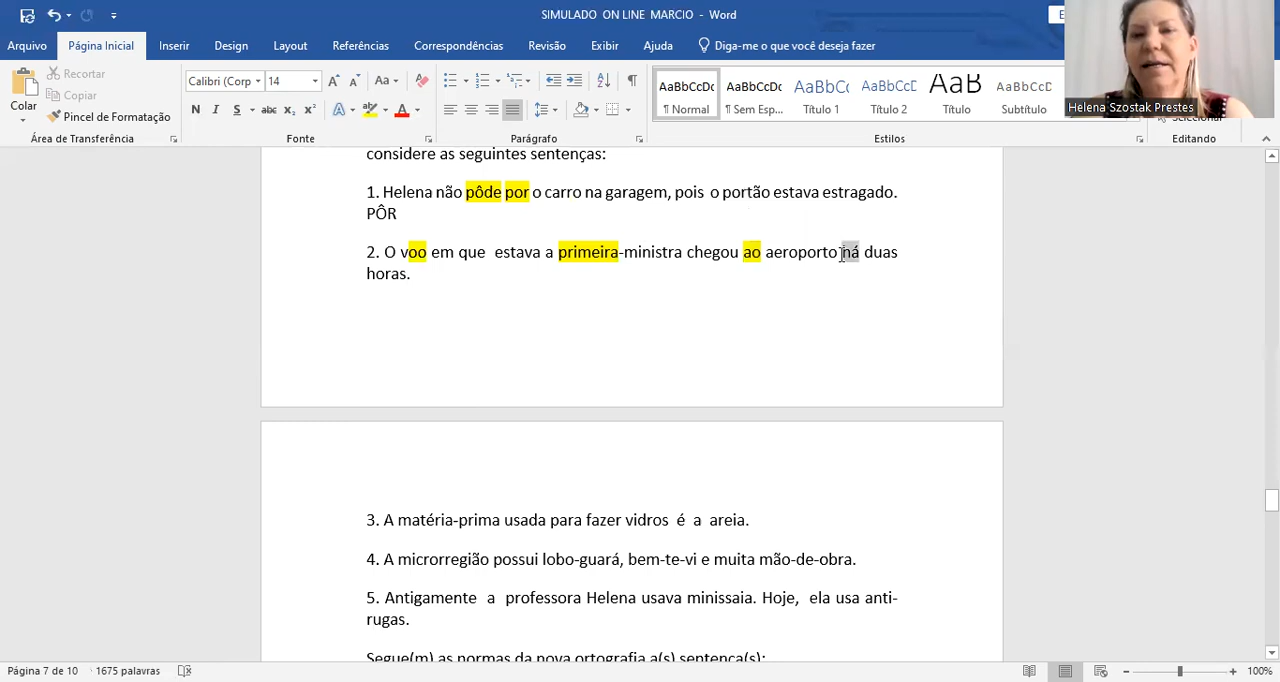 SIMULADO ON LINE MARCIO - Word
Arquivo Página Inicial Inserir Design Layout Referências Correspondências Revisão Exibir Ajuda Diga-me o que você deseja fazer
Colar
Recortar
Copiar
Pincel de Formatação
Calibri (Corp 14
AaBbCcDc AaBbCcDc AaBbC( AaBbCcC AaB AaBbCcD
¶ Normal ¶ Sem Esp... Título 1 Título 2 Título Subtítulo
Helena Szostak Prestes
Área de Transferência Fonte Parágrafo Estilos Editando
considere as seguintes sentenças:
1. Helena não pôde por o carro na garagem, pois o portão estava estragado.
PÔR
2. O voo em que estava a primeira-ministra chegou ao aeroporto há duas
horas.
3. A matéria-prima usada para fazer vidros é a areia.
4. A microrregião possui lobo-guará, bem-te-vi e muita mão-de-obra.
5. Antigamente a professora Helena usava minissaia. Hoje, ela usa anti-
rugas.
Segue(m) as normas da nova ortografia a(s) sentença(s):
Página 7 de 10 1675 palavras 100%